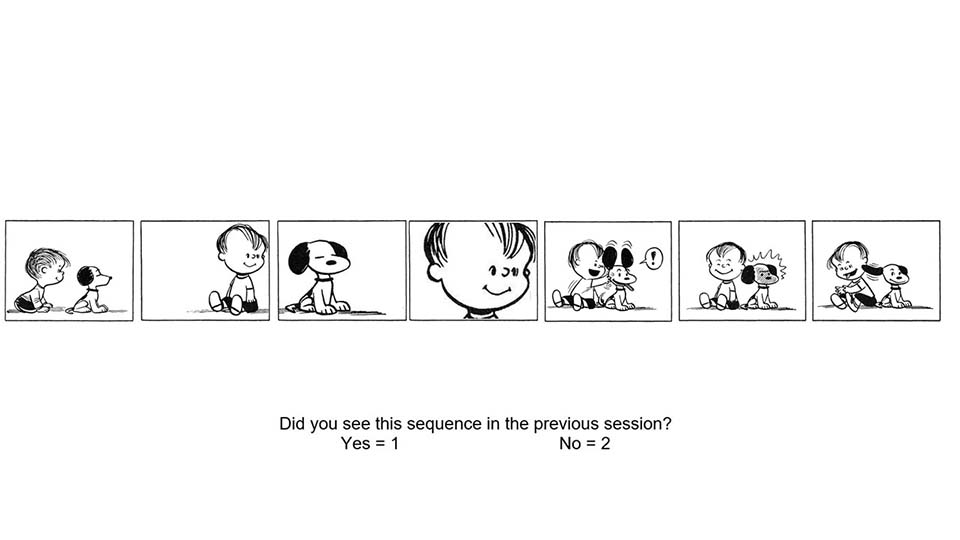 !
Did you see this sequence in the previous session?
Yes = 1 No = 2